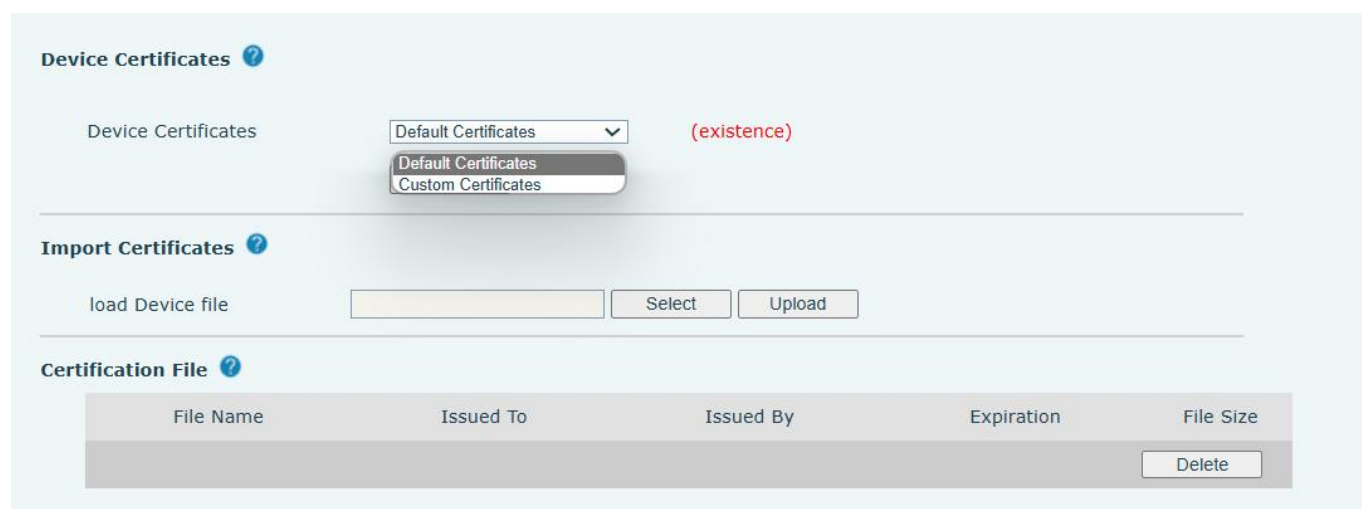 Device Certificates ?
Device Certificates Default Certificates (existence)
Default Certificates
Custom Certificates
Import Certificates ?
load Device file Select Upload
Certification File ?
File Name Issued To Issued By Expiration File Size
Delete